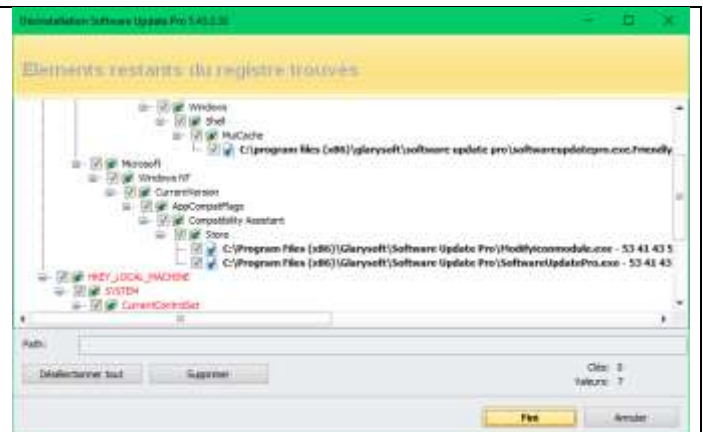 Désinstallation Software Update Pro 5.43.0.38
Elements restants du registre trouvés
Windows
Shell
MuiCache
C:\program files (x86)\glarysoft\software update pro\softwareupdatepro.exe.Friendly
Microsoft
Windows NT
CurrentVersion
AppCompatFlags
Compatibility Assistant
Store
C:\Program Files (x86)\Glarysoft\Software Update Pro\Modifyiconmodule.exe - 53 41 43 5
C:\Program Files (x86)\Glarysoft\Software Update Pro\SoftwareUpdatePro.exe - 53 41 43
HKEY_LOCAL_MACHINE
SYSTEM
CurrentControlSet
Path:
Désélectionner tout Supprimer
Clés: 0
Valeurs: 7
Fini Annuler